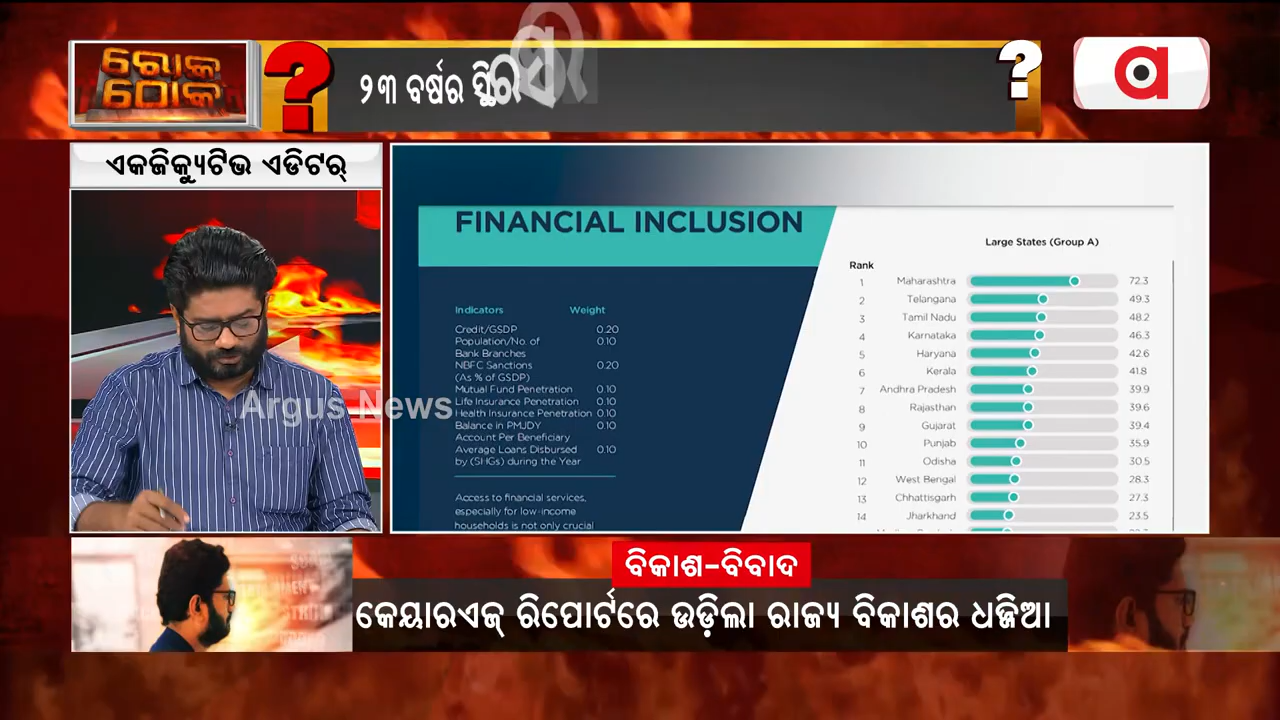 ରୋକ
ଠୋକ
?
୨୩ ବର୍ଷର ସ୍ଥିର
?
a
ଏକଜିକ୍ୟୁଟିଭ ଏଡିଟର୍
FINANCIAL INCLUSION
Indicators Weight
Credit/GSDP 0.20
Population/No. of 0.10
Bank Branches
NBFC Sanctions 0.20
(As % of GSDP)
Mutual Fund Penetration 0.10
Life Insurance Penetration 0.10
Health Insurance Penetration 0.10
Balance in PMJDY 0.10
Account Per Beneficiary
Average Loans Disbursed 0.10
by (SHGs) during the Year
Access to financial services,
especially for low-income
households is not only crucial
Large States (Group A)
Rank
1 Maharashtra 72.3
2 Telangana 49.3
3 Tamil Nadu 48.2
4 Karnataka 46.3
5 Haryana 42.6
6 Kerala 41.8
7 Andhra Pradesh 39.9
8 Rajasthan 39.6
9 Gujarat 39.4
10 Punjab 35.9
11 Odisha 30.5
12 West Bengal 28.3
13 Chhattisgarh 27.3
14 Jharkhand 23.5
Argus News
ବିକାଶ-ବିବାଦ
କେୟାରଏଜ୍ ରିପୋର୍ଟରେ ଉଡ଼ିଲା ରାଜ୍ୟ ବିକାଶର ଧଜିଆ